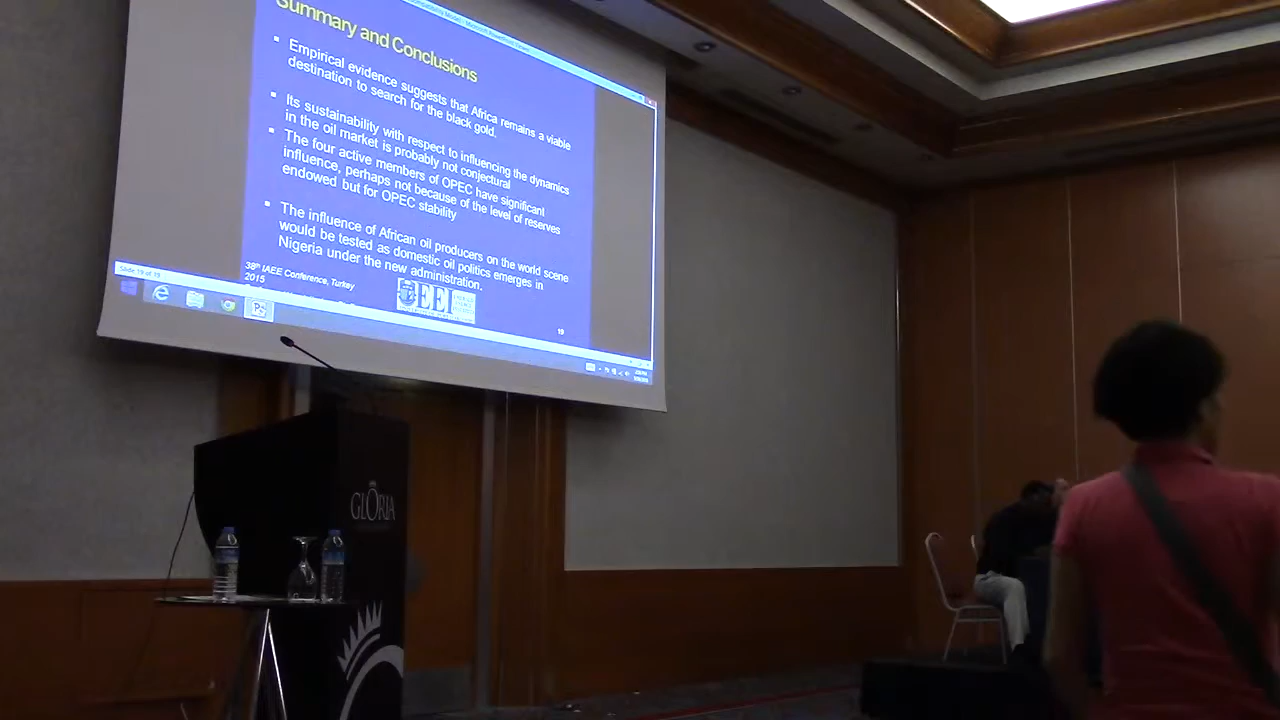 Summary and Conclusions
Empirical evidence suggests that Africa remains a viable
destination to search for the black gold.
Its sustainability with respect to influencing the dynamics
in the oil market is probably not conjectural
The four active members of OPEC have significant
influence, perhaps not because of the level of reserves
endowed but for OPEC stability
The influence of African oil producers on the world scene
would be tested as domestic oil politics emerges in
Nigeria under the new administration.
38th IAEE Conference, Turkey
2015
19
Slide 19 of 19
GLORIA